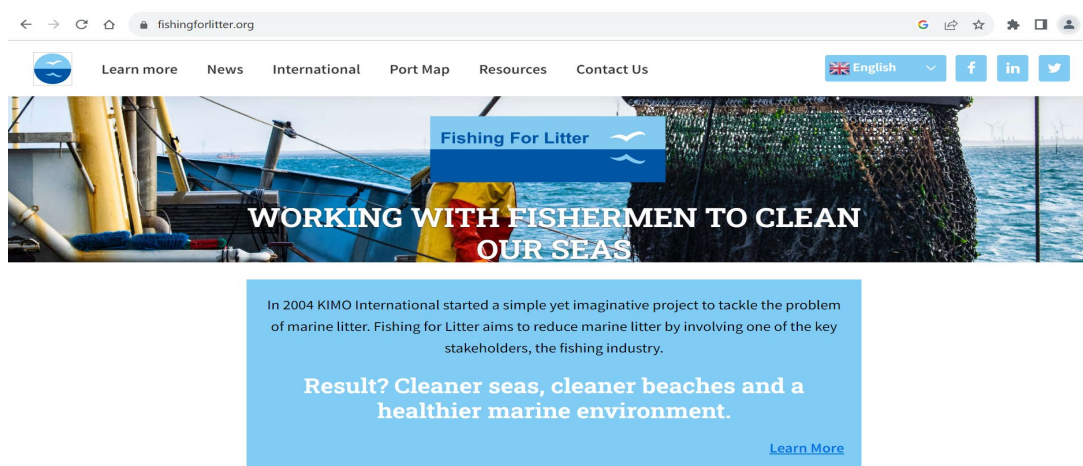 fishingforlitter.org
Learn more News International Port Map Resources Contact Us English
Fishing For Litter
WORKING WITH FISHERMEN TO CLEAN
OUR SEAS
In 2004 KIMO International started a simple yet imaginative project to tackle the problem
of marine litter. Fishing for Litter aims to reduce marine litter by involving one of the key
stakeholders, the fishing industry.
Result? Cleaner seas, cleaner beaches and a
healthier marine environment.
Learn More